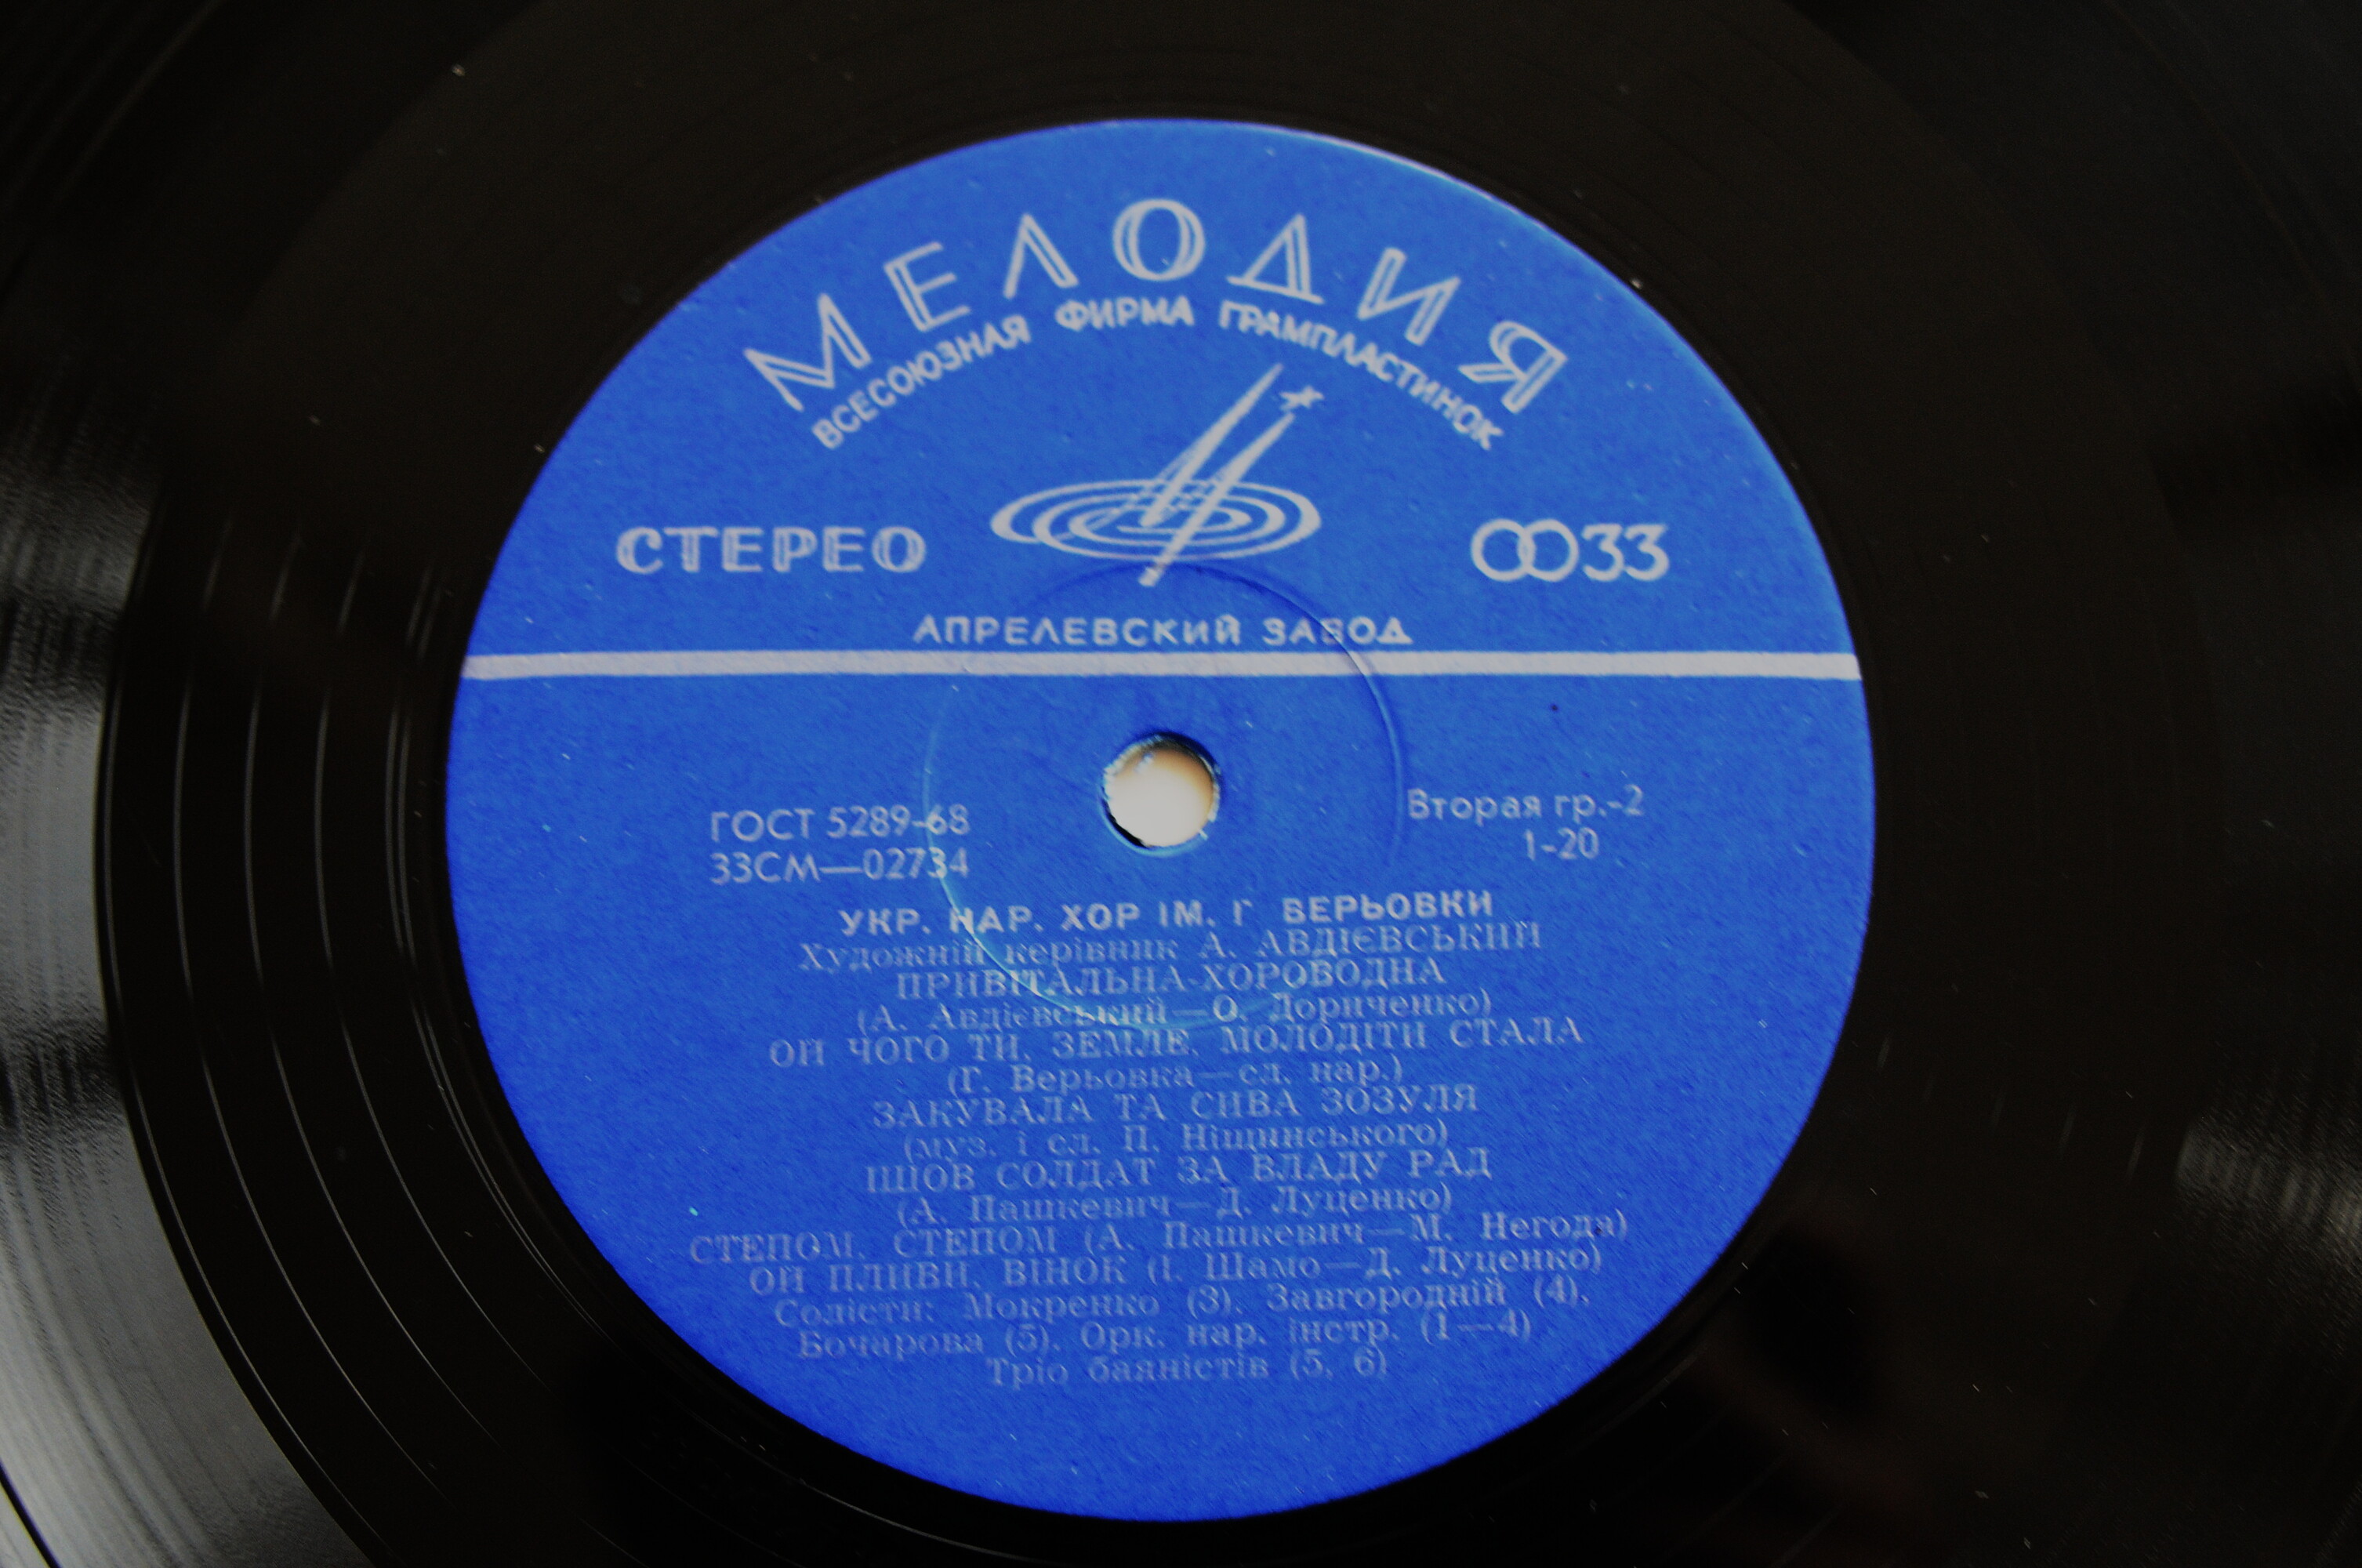 МЕЛОДИЯ
ВСЕСОЮЗНАЯ ФИРМА ГРАМПЛАСТИНОК
СТЕРЕО
33
АПРЕЛЕВСКИЙ ЗАВОД
ГОСТ 5289-68
33СМ—02734
Вторая гр.-2
1-20
УКР. НАР. ХОР ІМ. Г ВЕРЬОВКИ
Художній керівник А. АВДІЄВСЬКИЙ
ПРИВІТАЛЬНА-ХОРОВОДНА
(А. Авдієвський—О. Дориченко)
ОЙ ЧОГО ТИ, ЗЕМЛЕ, МОЛОДІТИ СТАЛА
(Г. Верьовка—сл. нар.)
ЗАКУВАЛА ТА СИВА ЗОЗУЛЯ
(муз. і сл. П. Ніщинського)
ІШОВ СОЛДАТ ЗА ВЛАДУ РАД
(А. Пашкевич—Д. Луценко)
СТЕПОМ, СТЕПОМ (А. Пашкевич—М. Негода)
ОЙ ПЛИВИ, ВІНОК (І. Шамо—Д. Луценко)
Солісти: Мокренко (3), Завгородній (4),
Бочарова (5). Орк. нар. інстр. (1—4)
Тріо баяністів (5, 6)